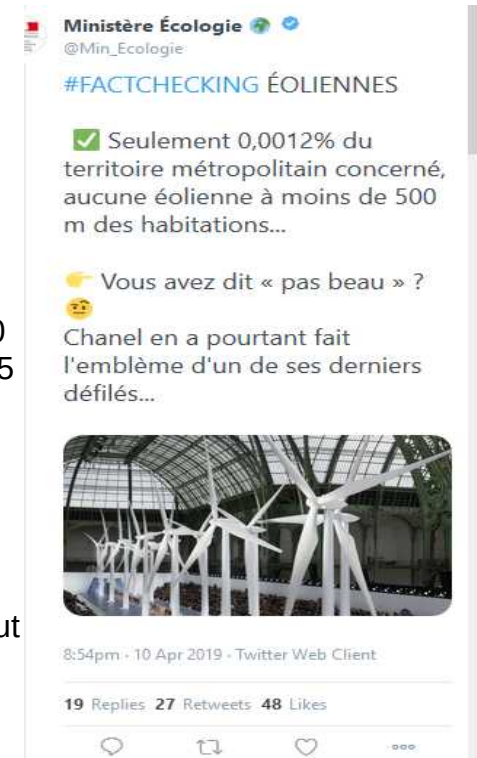 Ministère Écologie
@Min_Ecologie
#FACTCHECKING ÉOLIENNES
Seulement 0,0012% du
territoire métropolitain concerné,
aucune éolienne à moins de 500
m des habitations...
Vous avez dit « pas beau » ?
Chanel en a pourtant fait
l'emblème d'un de ses derniers
défilés...
8:54pm · 10 Apr 2019 · Twitter Web Client
19 Replies 27 Retweets 48 Likes